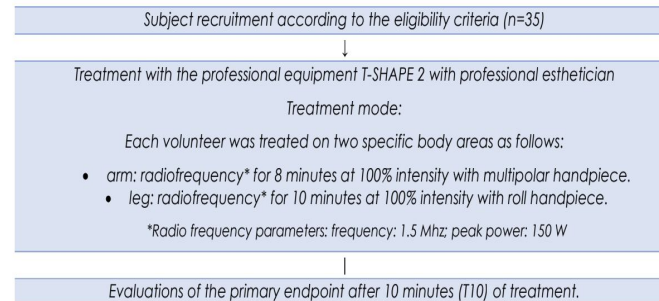 Subject recruitment according to the eligibility criteria (n=35)
↓
Treatment with the professional equipment T-SHAPE 2 with professional esthetician
Treatment mode:
Each volunteer was treated on two specific body areas as follows:
• arm: radiofrequency* for 8 minutes at 100% intensity with multipolar handpiece.
• leg: radiofrequency* for 10 minutes at 100% intensity with roll handpiece.
*Radio frequency parameters: frequency: 1.5 Mhz; peak power: 150 W
Evaluations of the primary endpoint after 10 minutes (T10) of treatment.